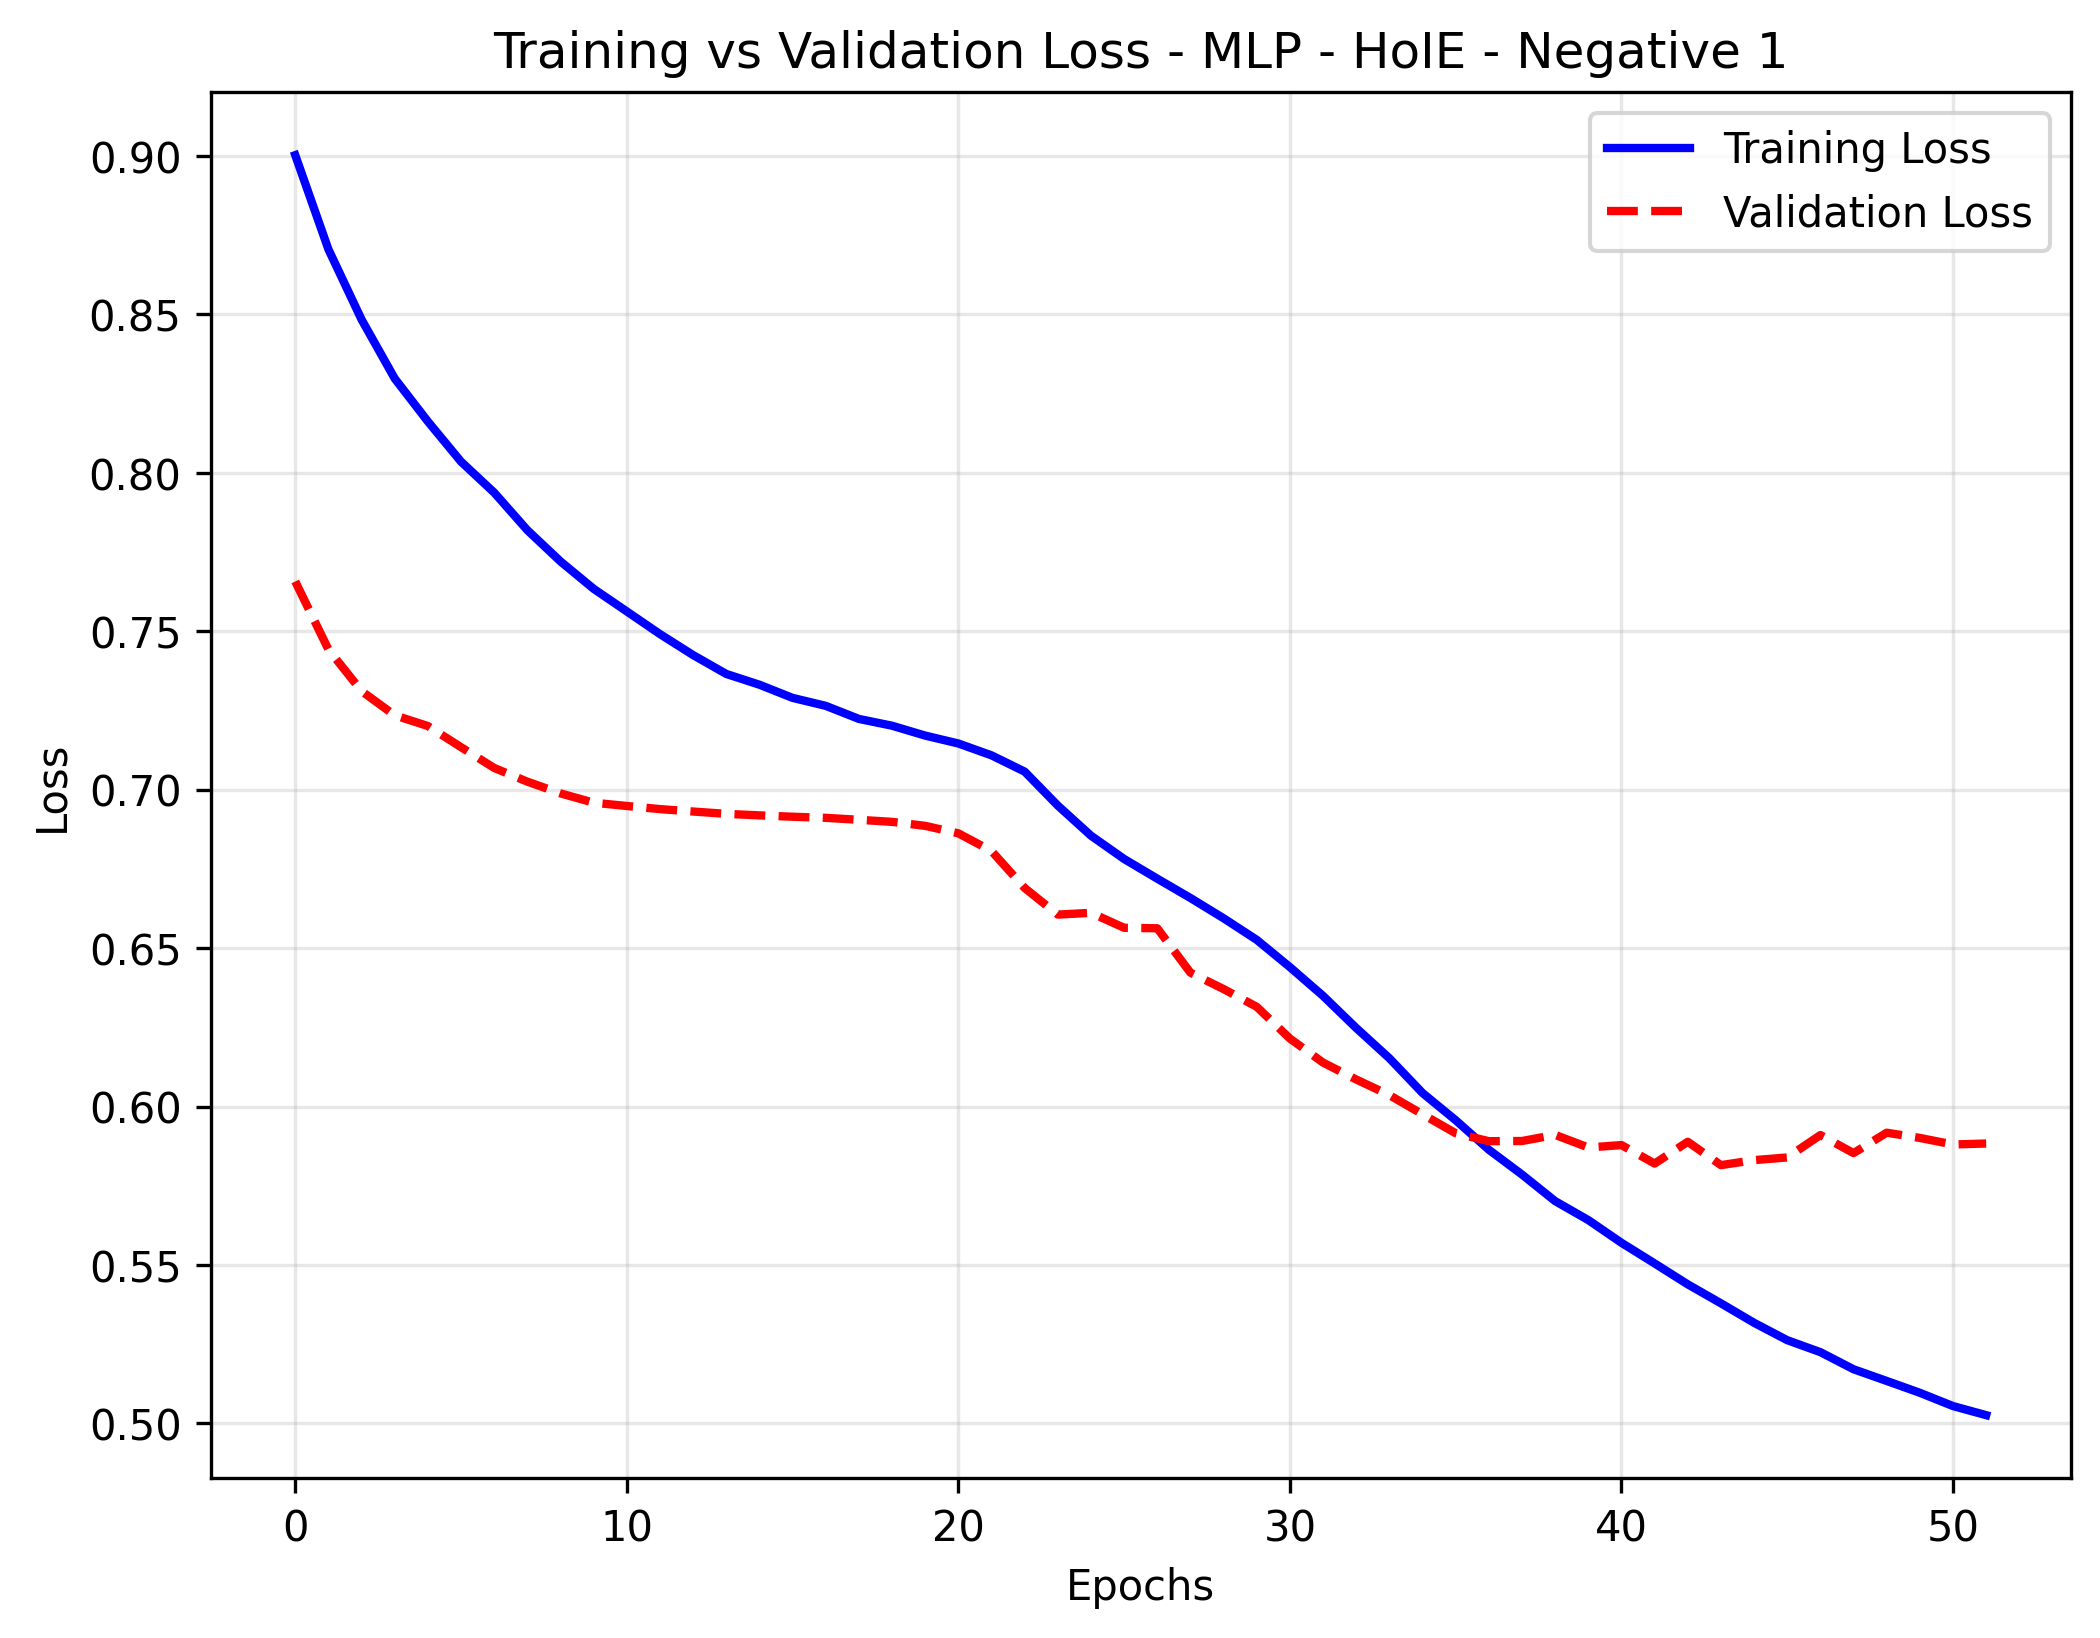 Training vs Validation Loss - MLP - HolE - Negative 1
Training Loss
Validation Loss
Loss
0.90
0.85
0.80
0.75
0.70
0.65
0.60
0.55
0.50
0 10 20 30 40 50
Epochs